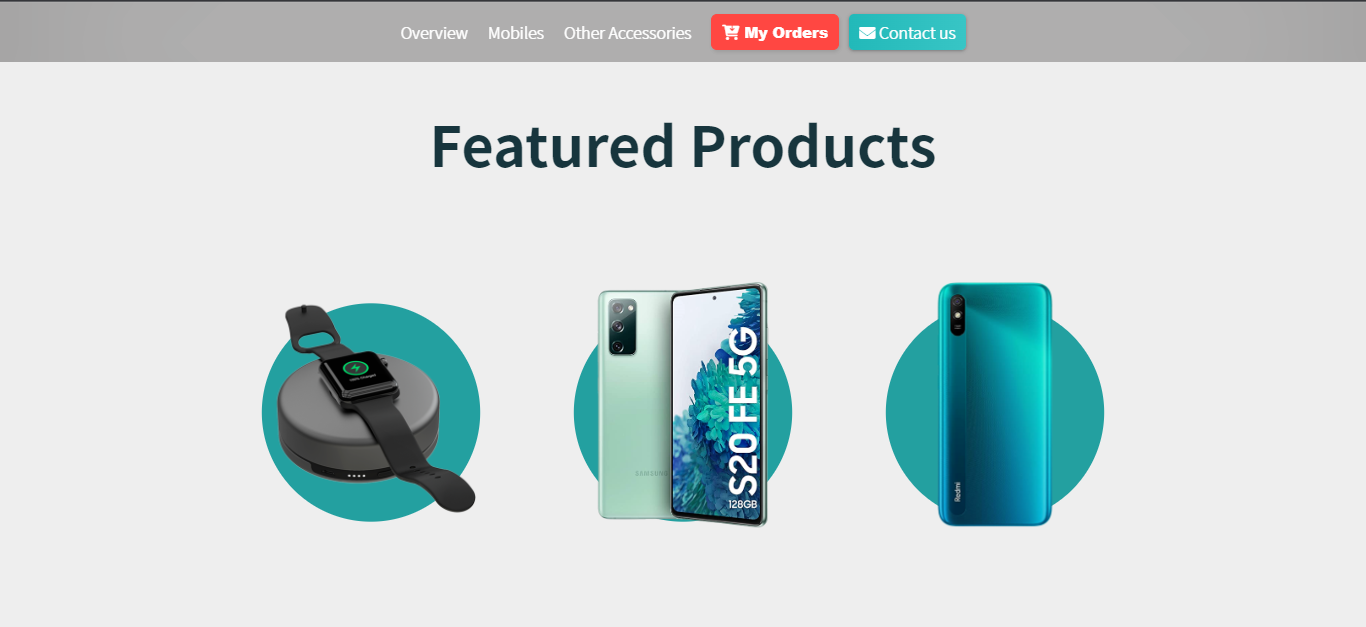 Overview Mobiles Other Accessories My Orders Contact us
Featured Products
SAMSUNG
S20 FE 5G
128GB
Redmi